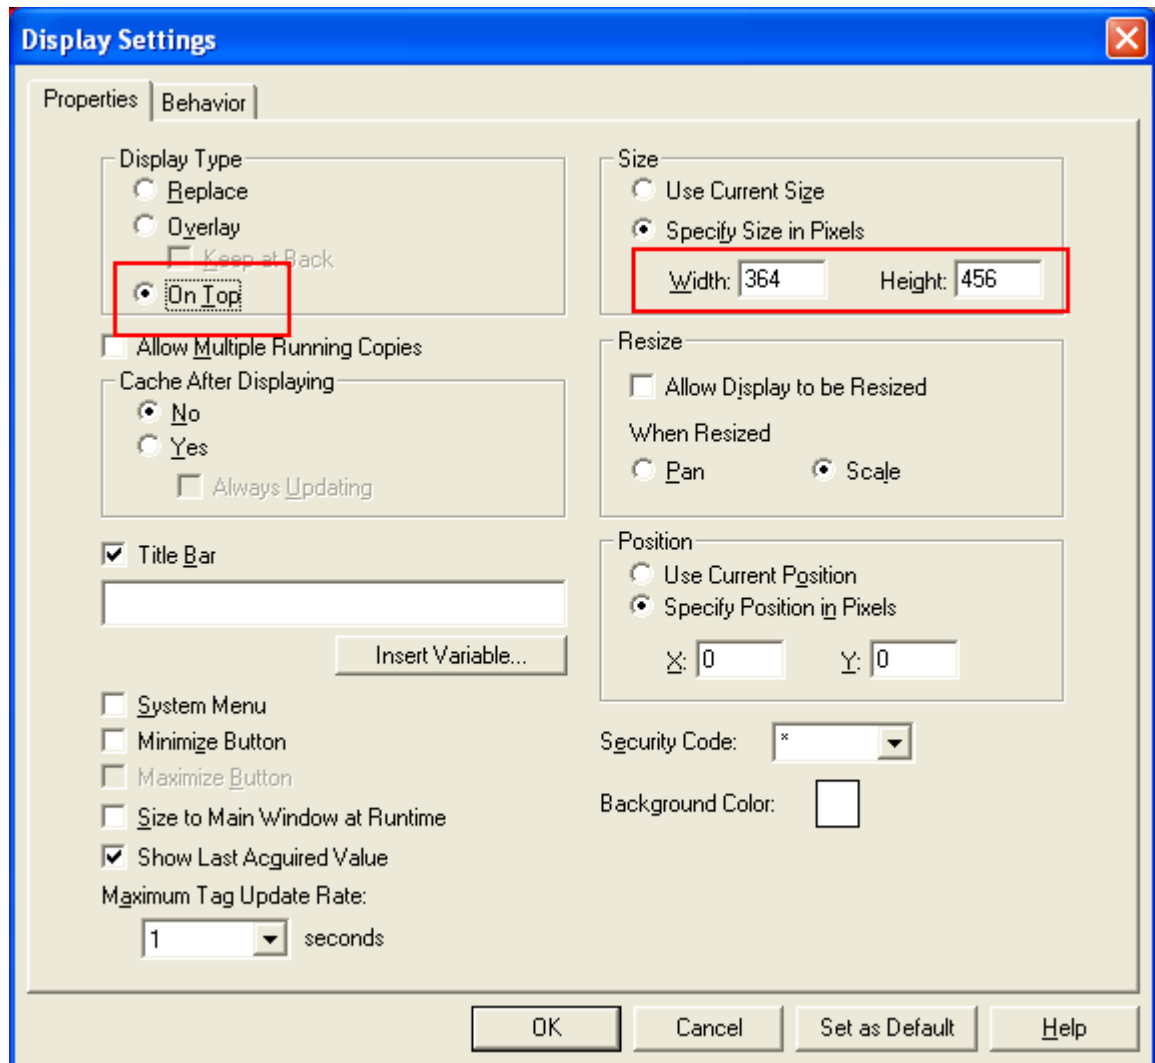 Display Settings
Properties
Behavior
Display Type
Replace
Overlay
Keep at Back
On Top
Allow Multiple Running Copies
Cache After Displaying
No
Yes
Always Updating
Title Bar
Insert Variable...
System Menu
Minimize Button
Maximize Button
Size to Main Window at Runtime
Show Last Acquired Value
Maximum Tag Update Rate:
1 seconds
Size
Use Current Size
Specify Size in Pixels
Width: 364 Height: 456
Resize
Allow Display to be Resized
When Resized
Pan Scale
Position
Use Current Position
Specify Position in Pixels
X: 0 Y: 0
Security Code: *
Background Color:
OK Cancel Set as Default Help